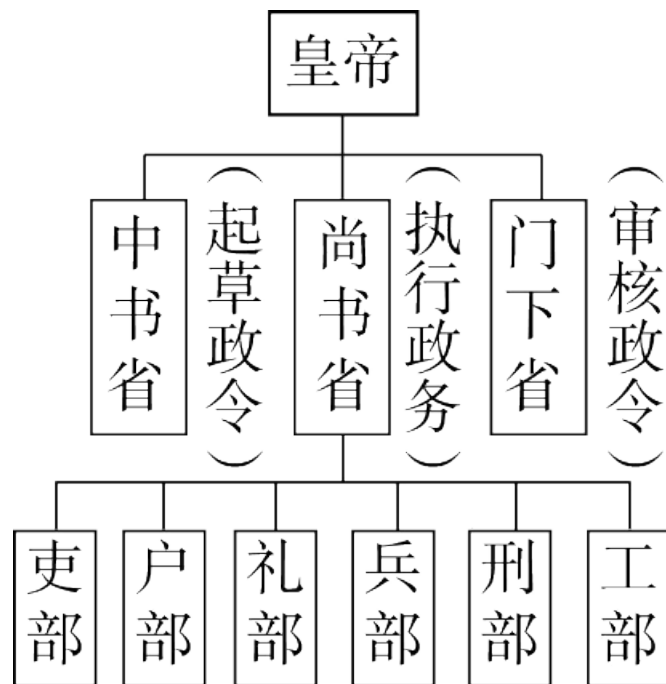 皇帝
中书省
（起草政令）
尚书省
（执行政务）
门下省
（审核政令）
吏部
户部
礼部
兵部
刑部
工部